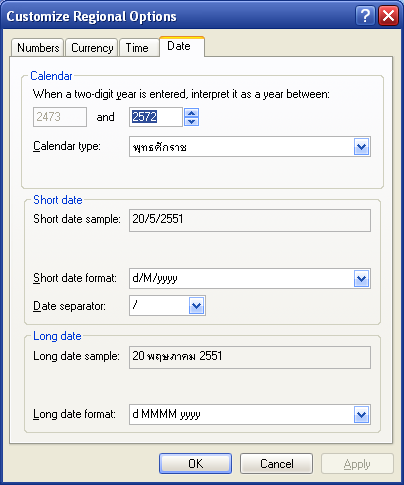 Customize Regional Options
Numbers Currency Time Date
Calendar
When a two-digit year is entered, interpret it as a year between:
2473 and 2572
Calendar type: พุทธศักราช
Short date
Short date sample: 20/5/2551
Short date format: d/M/yyyy
Date separator: /
Long date
Long date sample: 20 พฤษภาคม 2551
Long date format: d MMMM yyyy
OK Cancel Apply